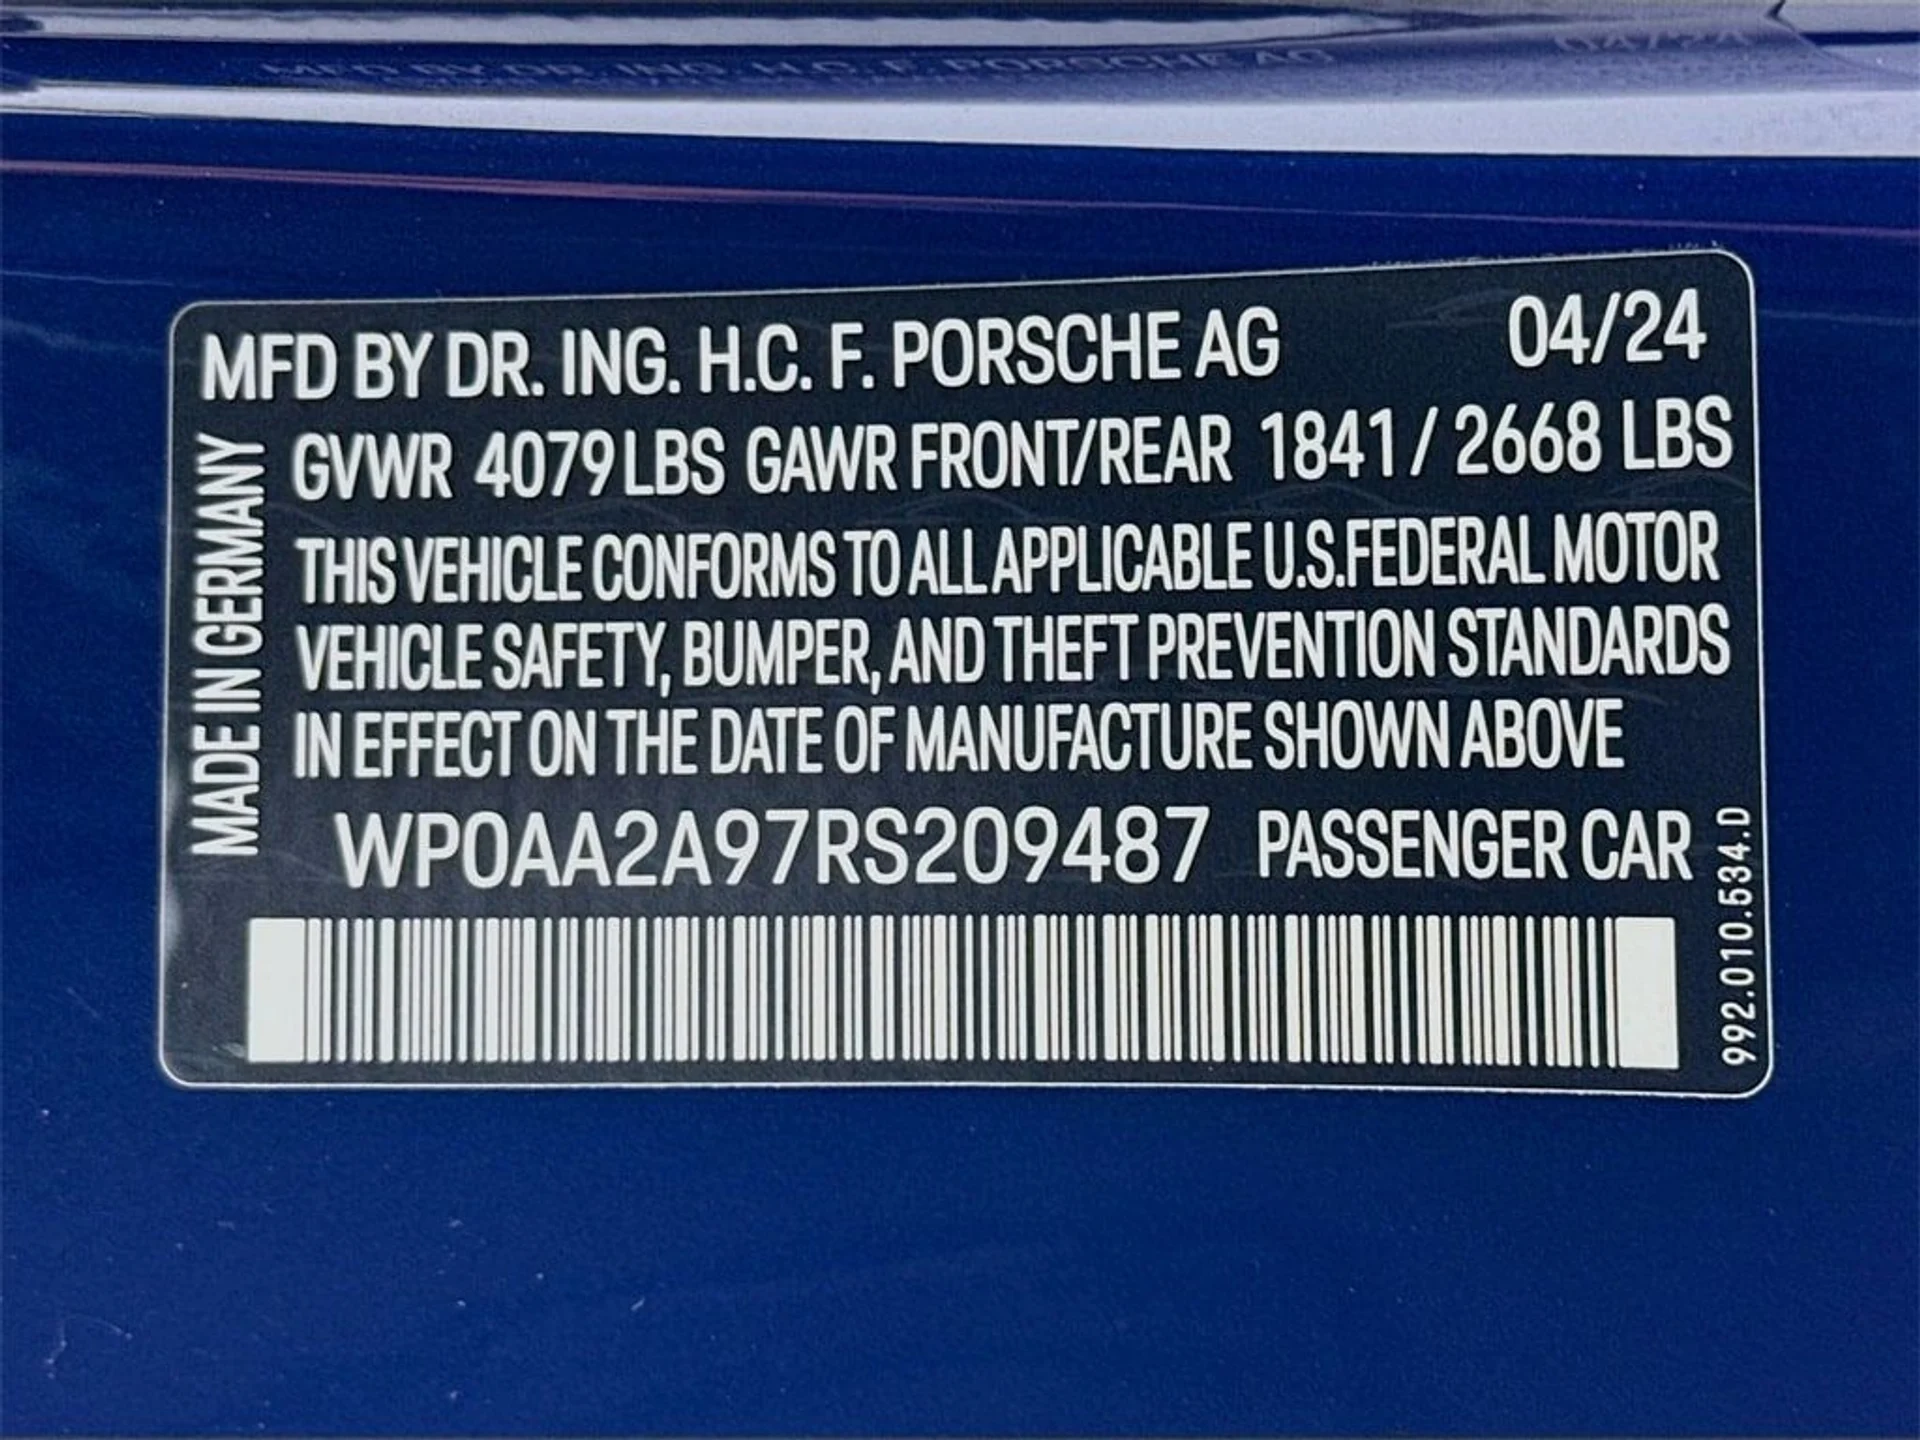 MFD BY DR. ING. H.C. F. PORSCHE AG 04/24
GVWR 4079 LBS GAWR FRONT/REAR 1841 / 2668 LBS
THIS VEHICLE CONFORMS TO ALL APPLICABLE U.S.FEDERAL MOTOR
VEHICLE SAFETY, BUMPER, AND THEFT PREVENTION STANDARDS
IN EFFECT ON THE DATE OF MANUFACTURE SHOWN ABOVE
WP0AA2A97RS209487 PASSENGER CAR
MADE IN GERMANY
992.010.534.D